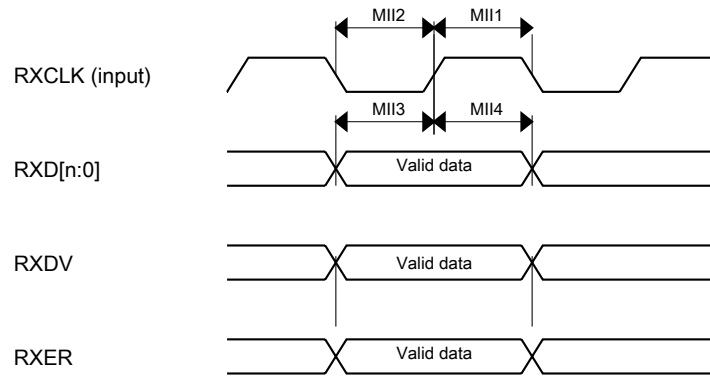 MII2 MII1
RXCLK (input)
MII3 MII4
RXD[n:0] Valid data
RXDV Valid data
RXER Valid data